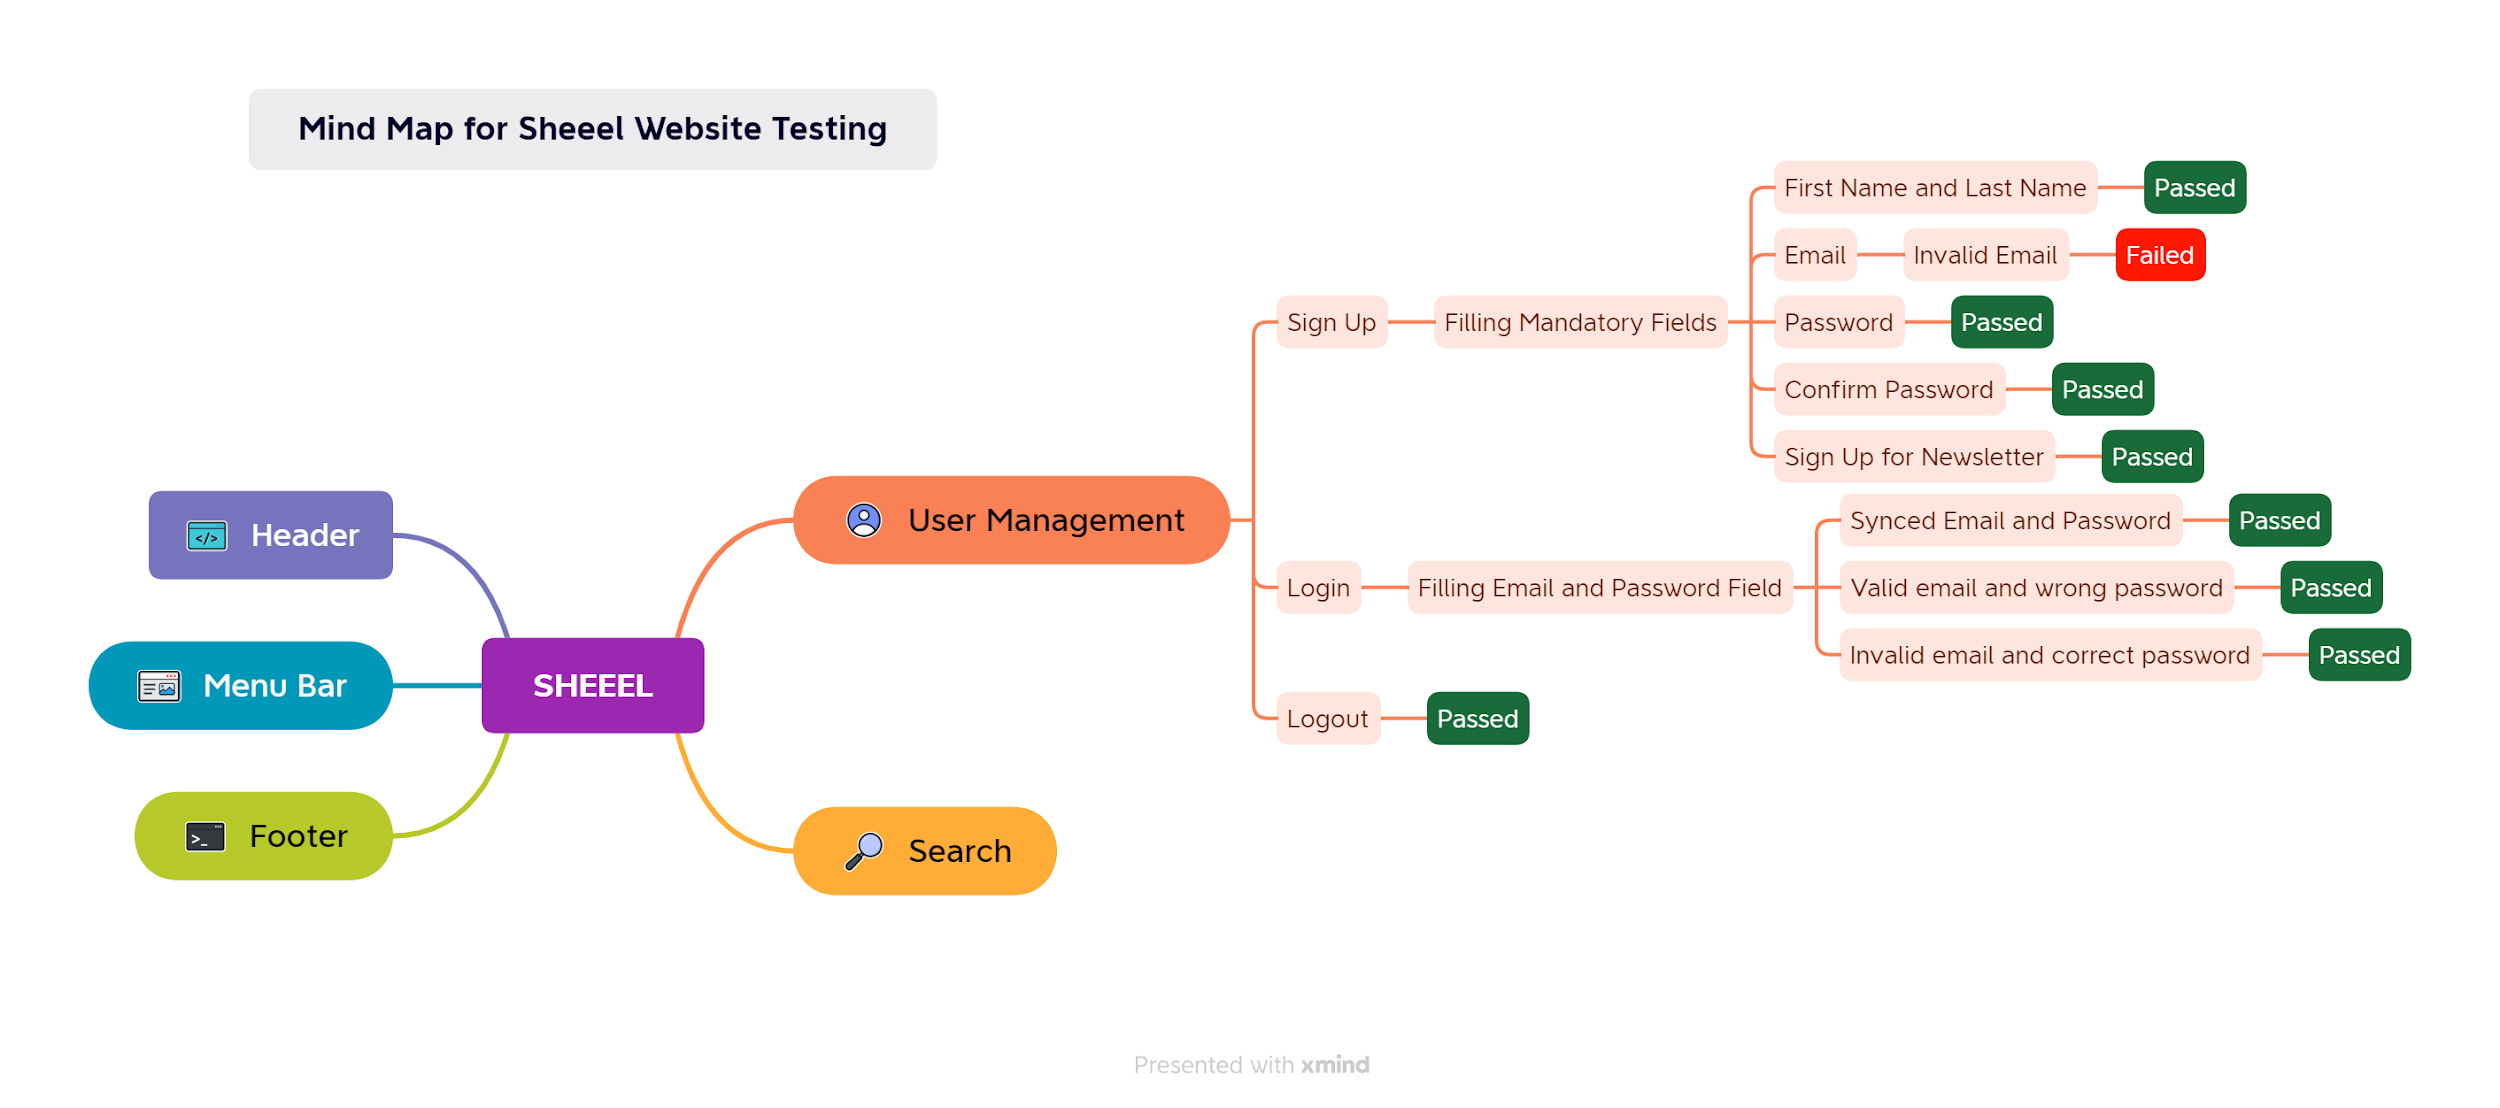 Mind Map for Sheeel Website Testing
First Name and Last Name
Passed
Email
Invalid Email
Failed
Sign Up
Filling Mandatory Fields
Password
Passed
Confirm Password
Passed
Sign Up for Newsletter
Passed
User Management
Synced Email and Password
Passed
Login
Filling Email and Password Field
Valid email and wrong password
Passed
Invalid email and correct password
Passed
Logout
Passed
Header
</>
Menu Bar
SHEEEL
Footer
>_
Search
Presented with xmind